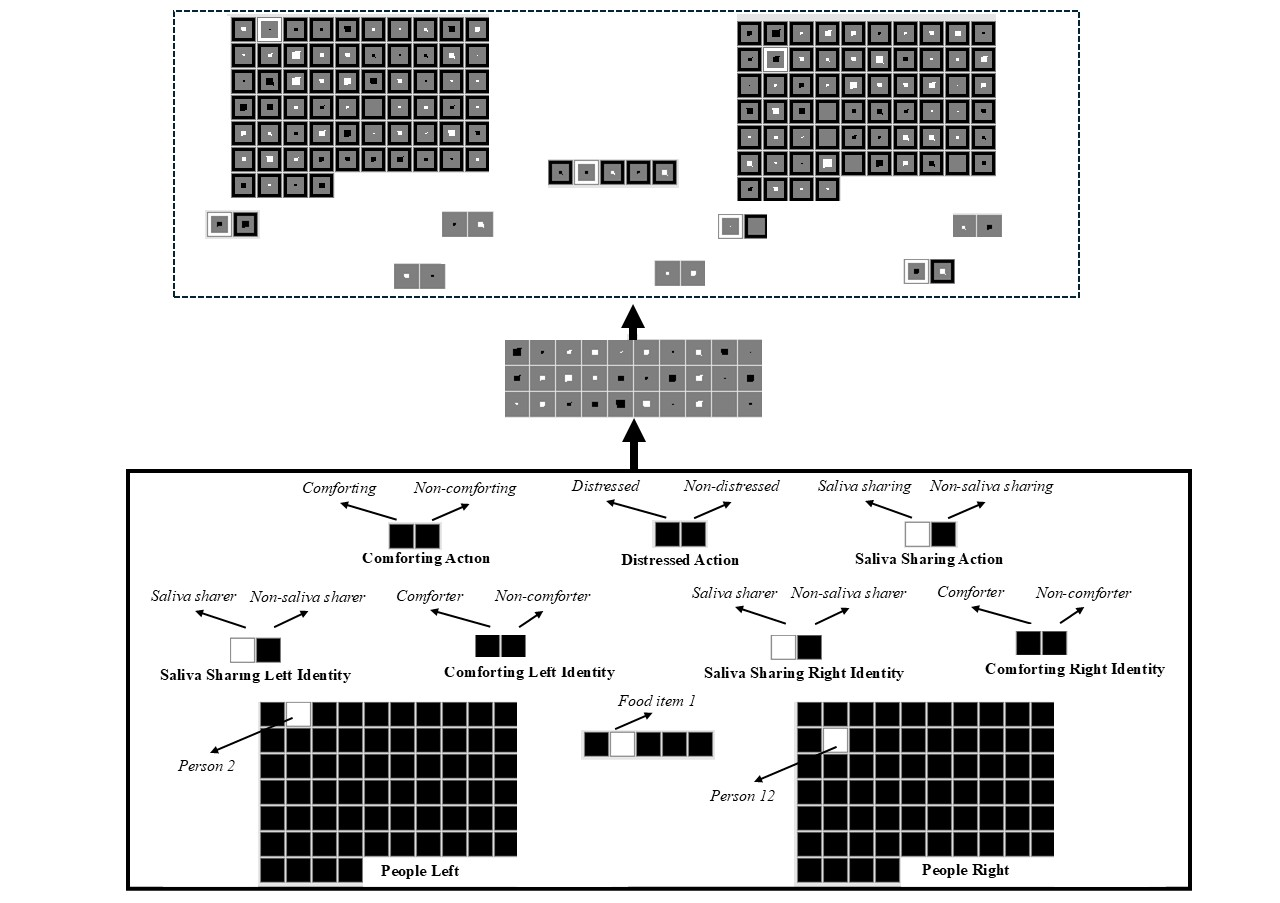 Comforting Non-comforting Distressed Non-distressed Saliva sharing Non-saliva sharing
Comforting Action Distressed Action Saliva Sharing Action
Saliva sharer Non-saliva sharer Comforter Non-comforter Saliva sharer Non-saliva sharer Comforter Non-comforter
Saliva Sharing Left Identity Comforting Left Identity Saliva Sharing Right Identity Comforting Right Identity
Food item 1
Person 2
Person 12
People Left People Right